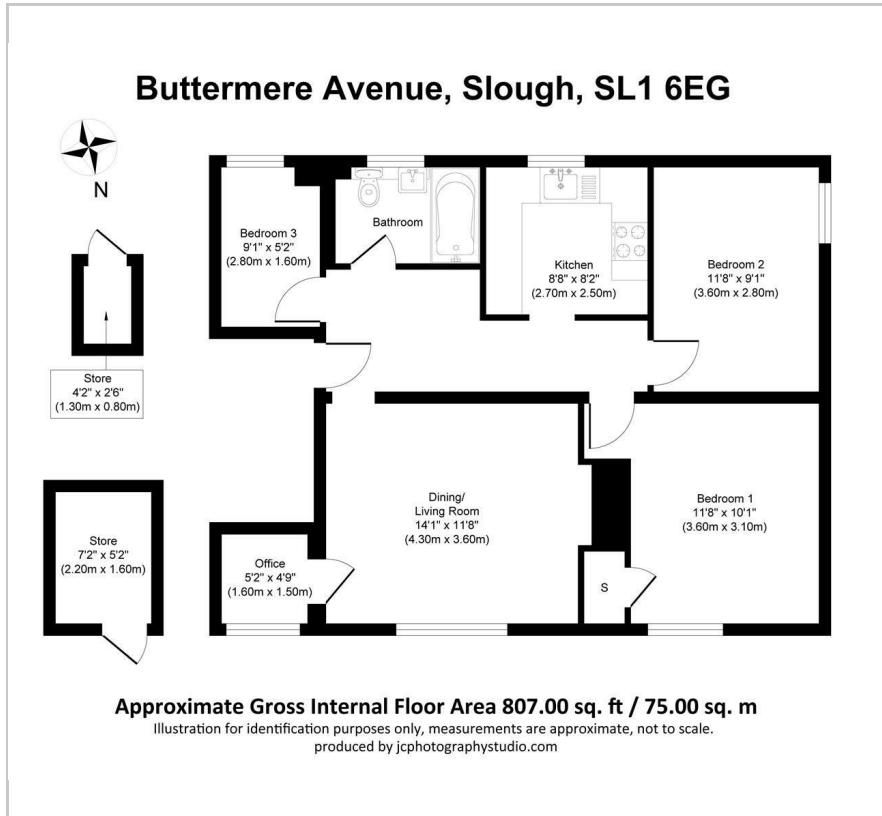 Buttermere Avenue, Slough, SL1 6EG
N
Bedroom 3
9'1" x 5'2"
(2.80m x 1.60m)
Bathroom
Kitchen
8'8" x 8'2"
(2.70m x 2.50m)
Bedroom 2
11'8" x 9'1"
(3.60m x 2.80m)
Store
4'2" x 2'6"
(1.30m x 0.80m)
Store
7'2" x 5'2"
(2.20m x 1.60m)
Office
5'2" x 4'9"
(1.60m x 1.50m)
Dining/
Living Room
14'1" x 11'8"
(4.30m x 3.60m)
S
Bedroom 1
11'8" x 10'1"
(3.60m x 3.10m)
Approximate Gross Internal Floor Area 807.00 sq. ft / 75.00 sq. m
Illustration for identification purposes only, measurements are approximate, not to scale.
produced by jcphotographystudio.com